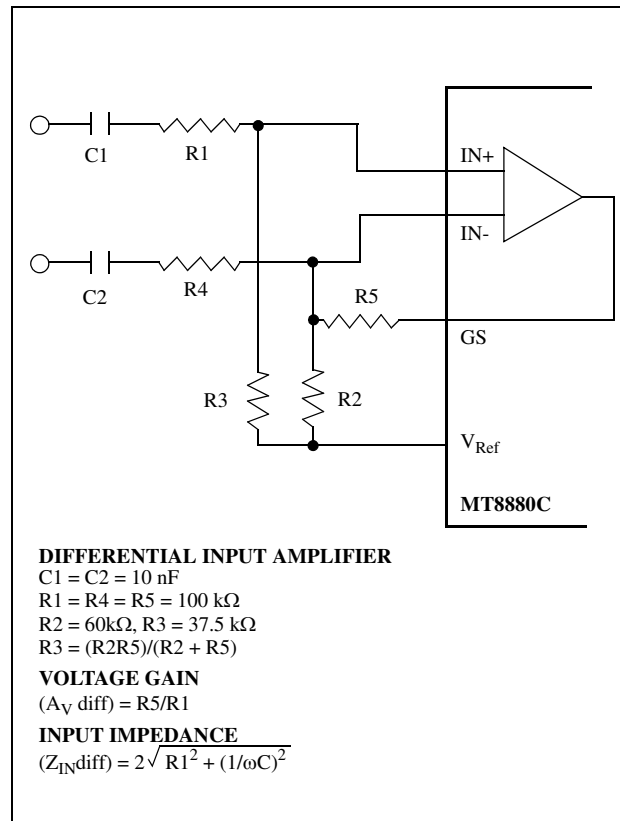 C1
R1
IN+
IN-
C2
R4
R5
GS
R3
R2
VRef
MT8880C
DIFFERENTIAL INPUT AMPLIFIER
C1 = C2 = 10 nF
R1 = R4 = R5 = 100 kΩ
R2 = 60kΩ, R3 = 37.5 kΩ
R3 = (R2R5)/(R2 + R5)
VOLTAGE GAIN
(AV diff) = R5/R1
INPUT IMPEDANCE
(ZINdiff) = 2√R1² + (1/ωC)²